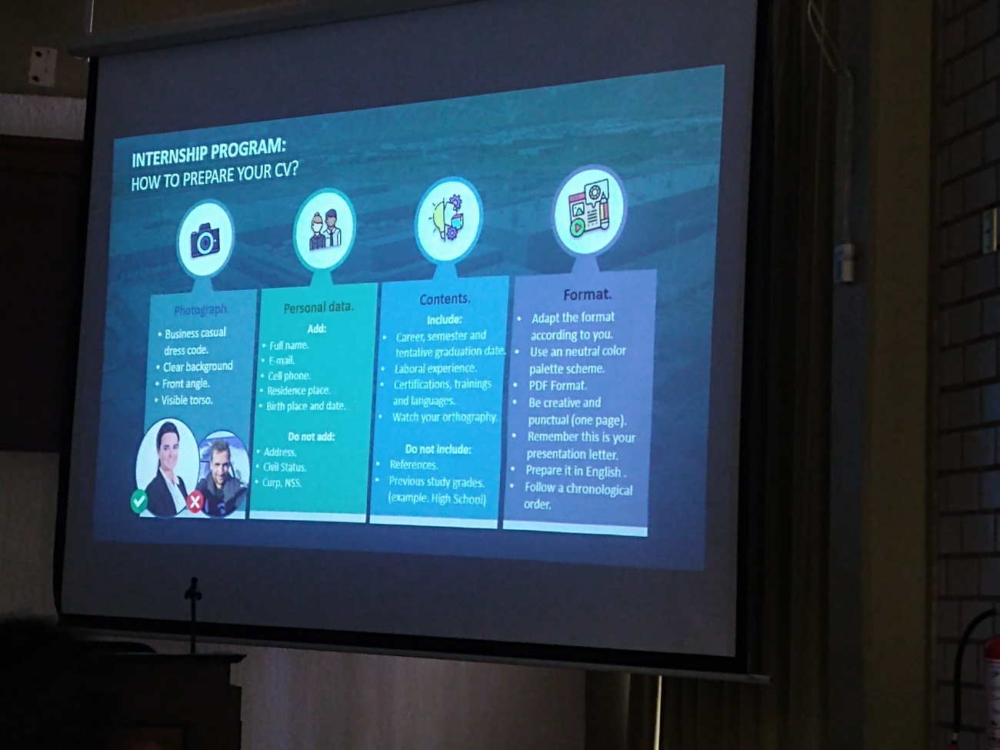 INTERNSHIP PROGRAM:
HOW TO PREPARE YOUR CV?
Photograph.
• Business casual
dress code.
• Clear background
• Front angle.
• Visible torso.
Personal data.
Add:
• Full name.
• E-mail.
• Cell phone.
• Residence place.
• Birth place and date.
Do not add:
• Address.
• Civil Status.
• Curp, NSS.
Contents.
Include:
• Career, semester and
tentative graduation date.
• Laboral experience.
• Certifications, trainings
and languages.
• Watch your orthography.
Do not include:
• References.
• Previous study grades.
(example. High School)
Format.
• Adapt the format
according to you.
• Use an neutral color
palette scheme.
• PDF Format.
• Be creative and
punctual (one page).
• Remember this is your
presentation letter.
• Prepare it in English .
• Follow a chronological
order.